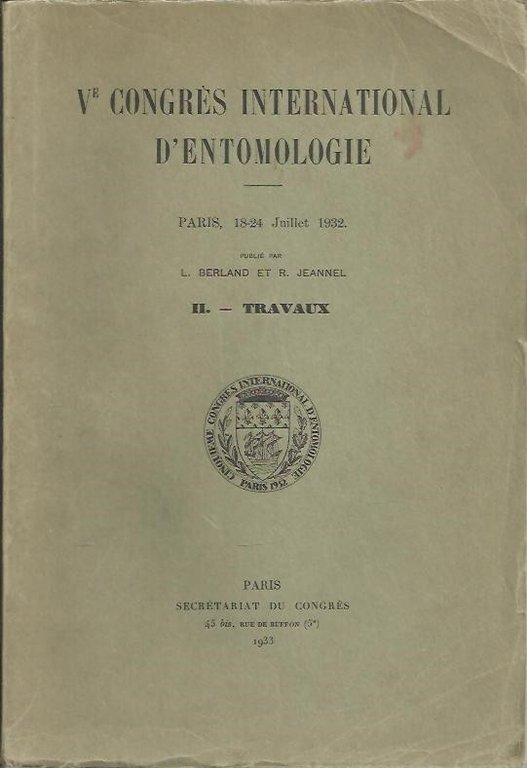 Vᴱ CONGRÈS INTERNATIONAL
D'ENTOMOLOGIE
PARIS, 18-24 Juillet 1932.
PUBLIÉ PAR
L. BERLAND ET R. JEANNEL
II. — TRAVAUX
CINQUIÈME CONGRÈS INTERNATIONAL D'ENTOMOLOGIE
PARIS 1932
PARIS
SECRÉTARIAT DU CONGRÈS
45 bis, RUE DE BUFFON (5ᵉ)
1933